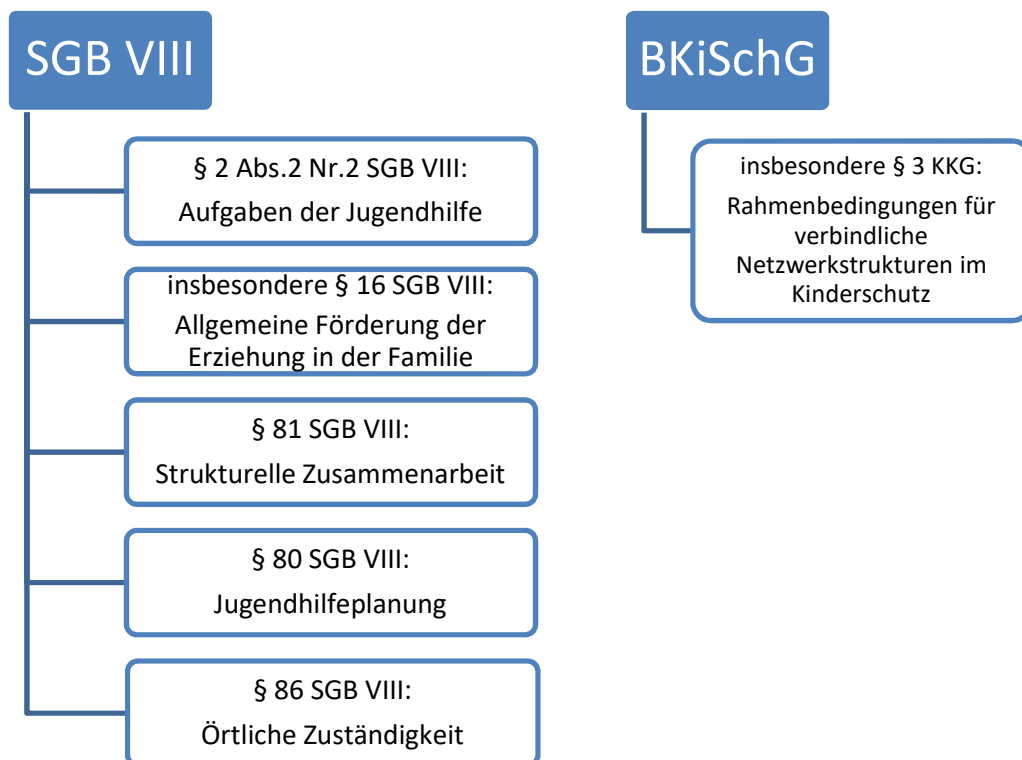 SGB VIII
§ 2 Abs.2 Nr.2 SGB VIII:
Aufgaben der Jugendhilfe
insbesondere § 16 SGB VIII:
Allgemeine Förderung der
Erziehung in der Familie
§ 81 SGB VIII:
Strukturelle Zusammenarbeit
§ 80 SGB VIII:
Jugendhilfeplanung
§ 86 SGB VIII:
Örtliche Zuständigkeit
BKiSchG
insbesondere § 3 KKG:
Rahmenbedingungen für
verbindliche
Netzwerkstrukturen im
Kinderschutz